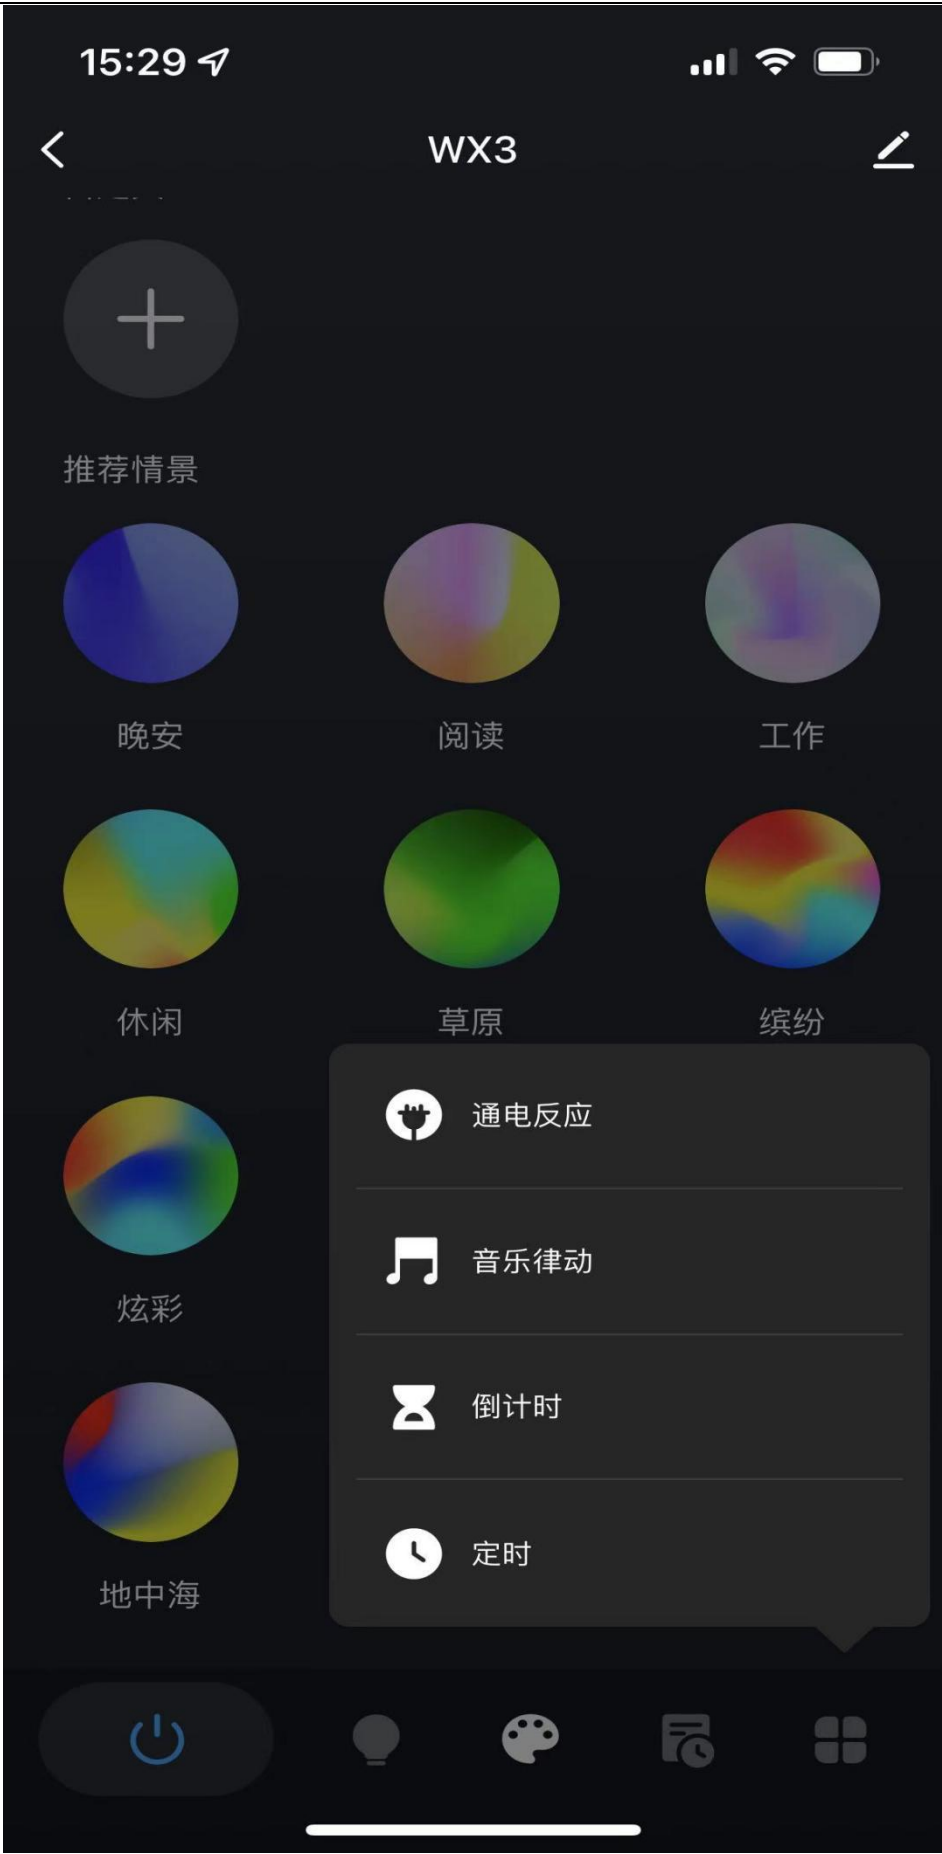 15:29
WX3
推荐情景
晚安
阅读
工作
休闲
草原
缤纷
通电反应
炫彩
音乐律动
倒计时
定时
地中海